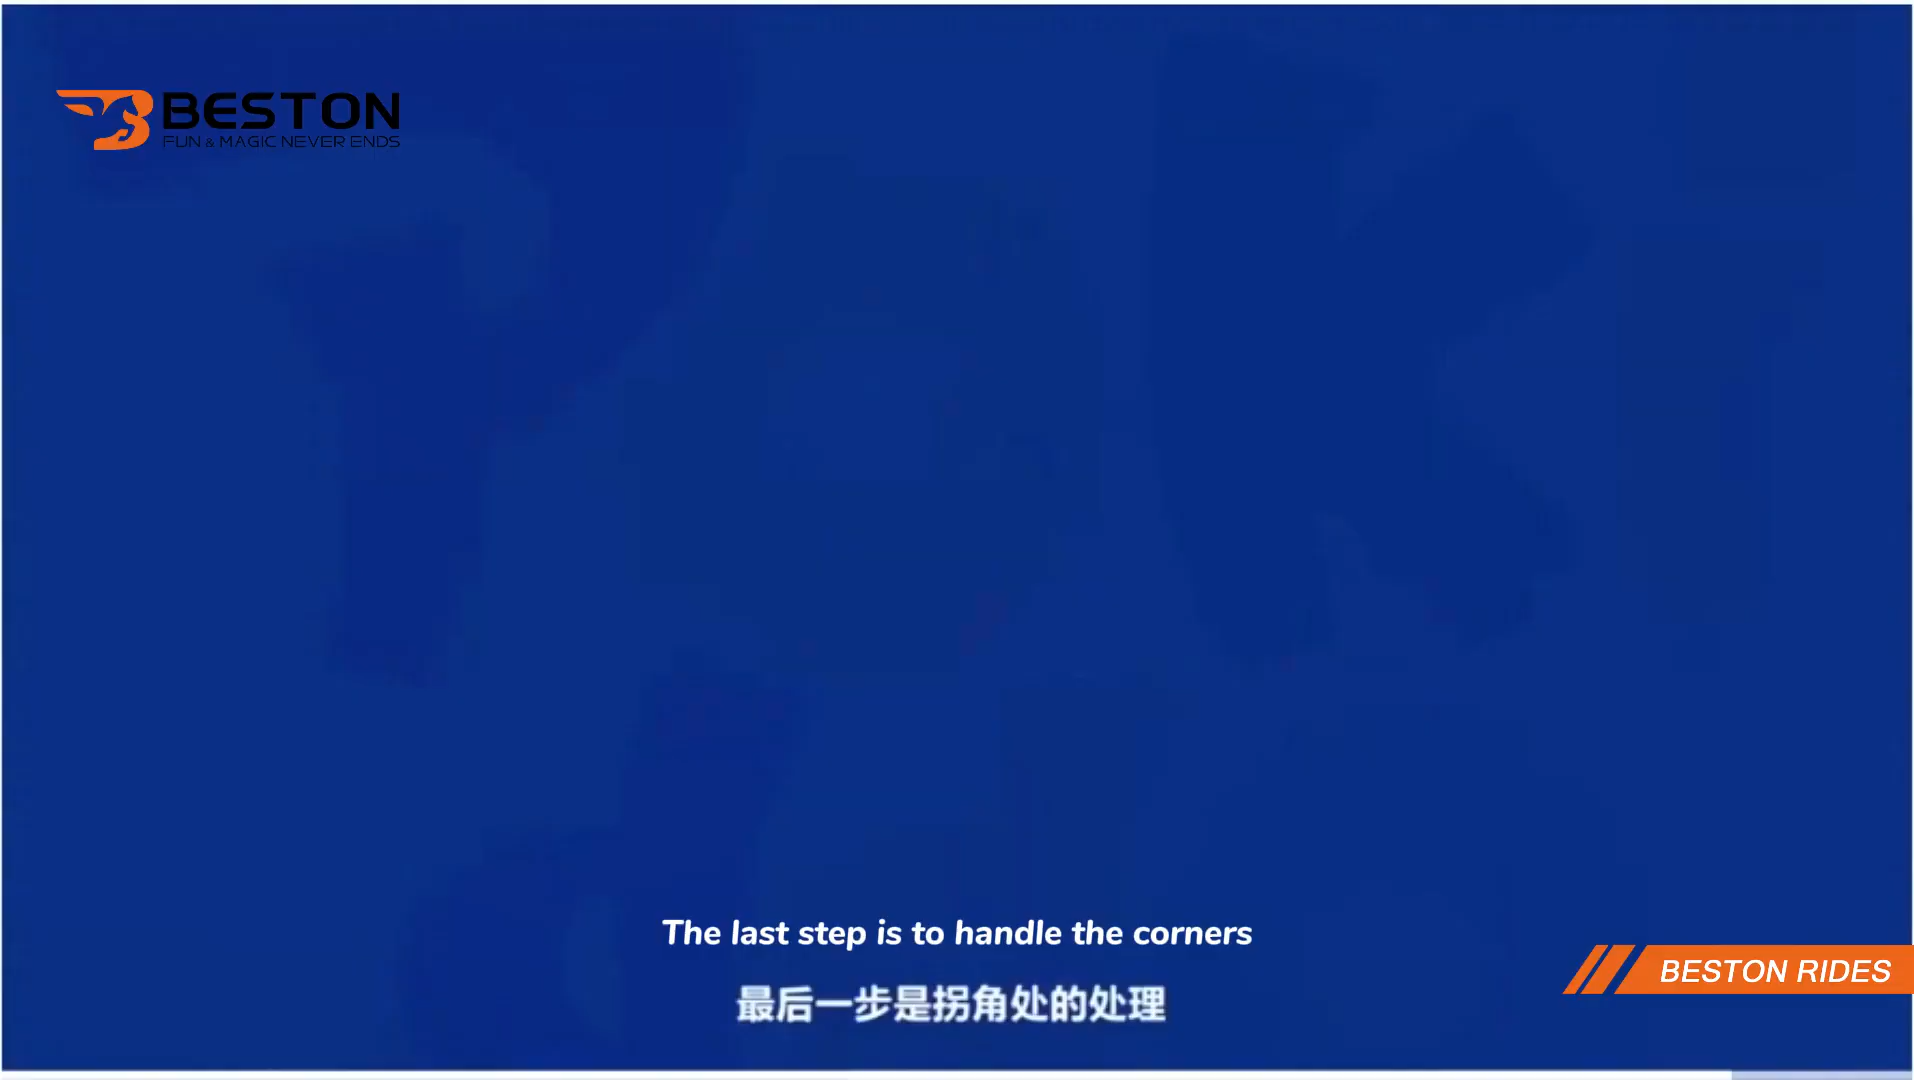 BESTON
FUN & MAGIC NEVER ENDS
The last step is to handle the corners
BESTON RIDES
最后一步是拐角处的处理